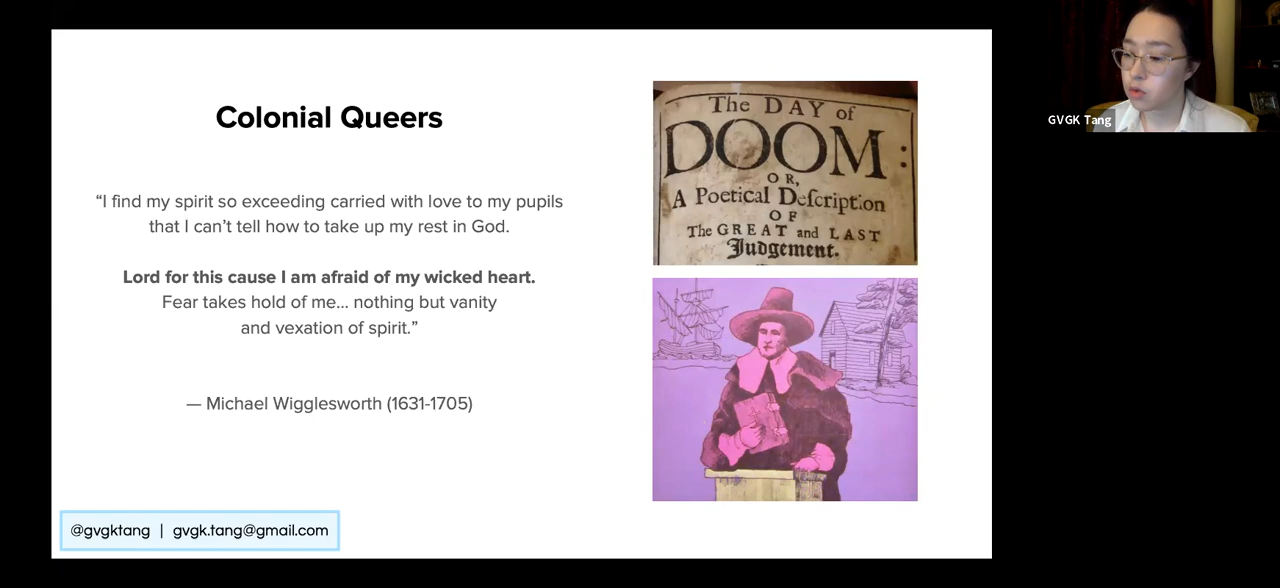 Colonial Queers
“I find my spirit so exceeding carried with love to my pupils
that I can’t tell how to take up my rest in God.
Lord for this cause I am afraid of my wicked heart.
Fear takes hold of me... nothing but vanity
and vexation of spirit.”
— Michael Wigglesworth (1631-1705)
@gvgktang | gvgk.tang@gmail.com
The DAY of
DOOM:
OR,
A Poetical Deſcription
OF
The GREAT and LAST
Judgement.
GVGK Tang